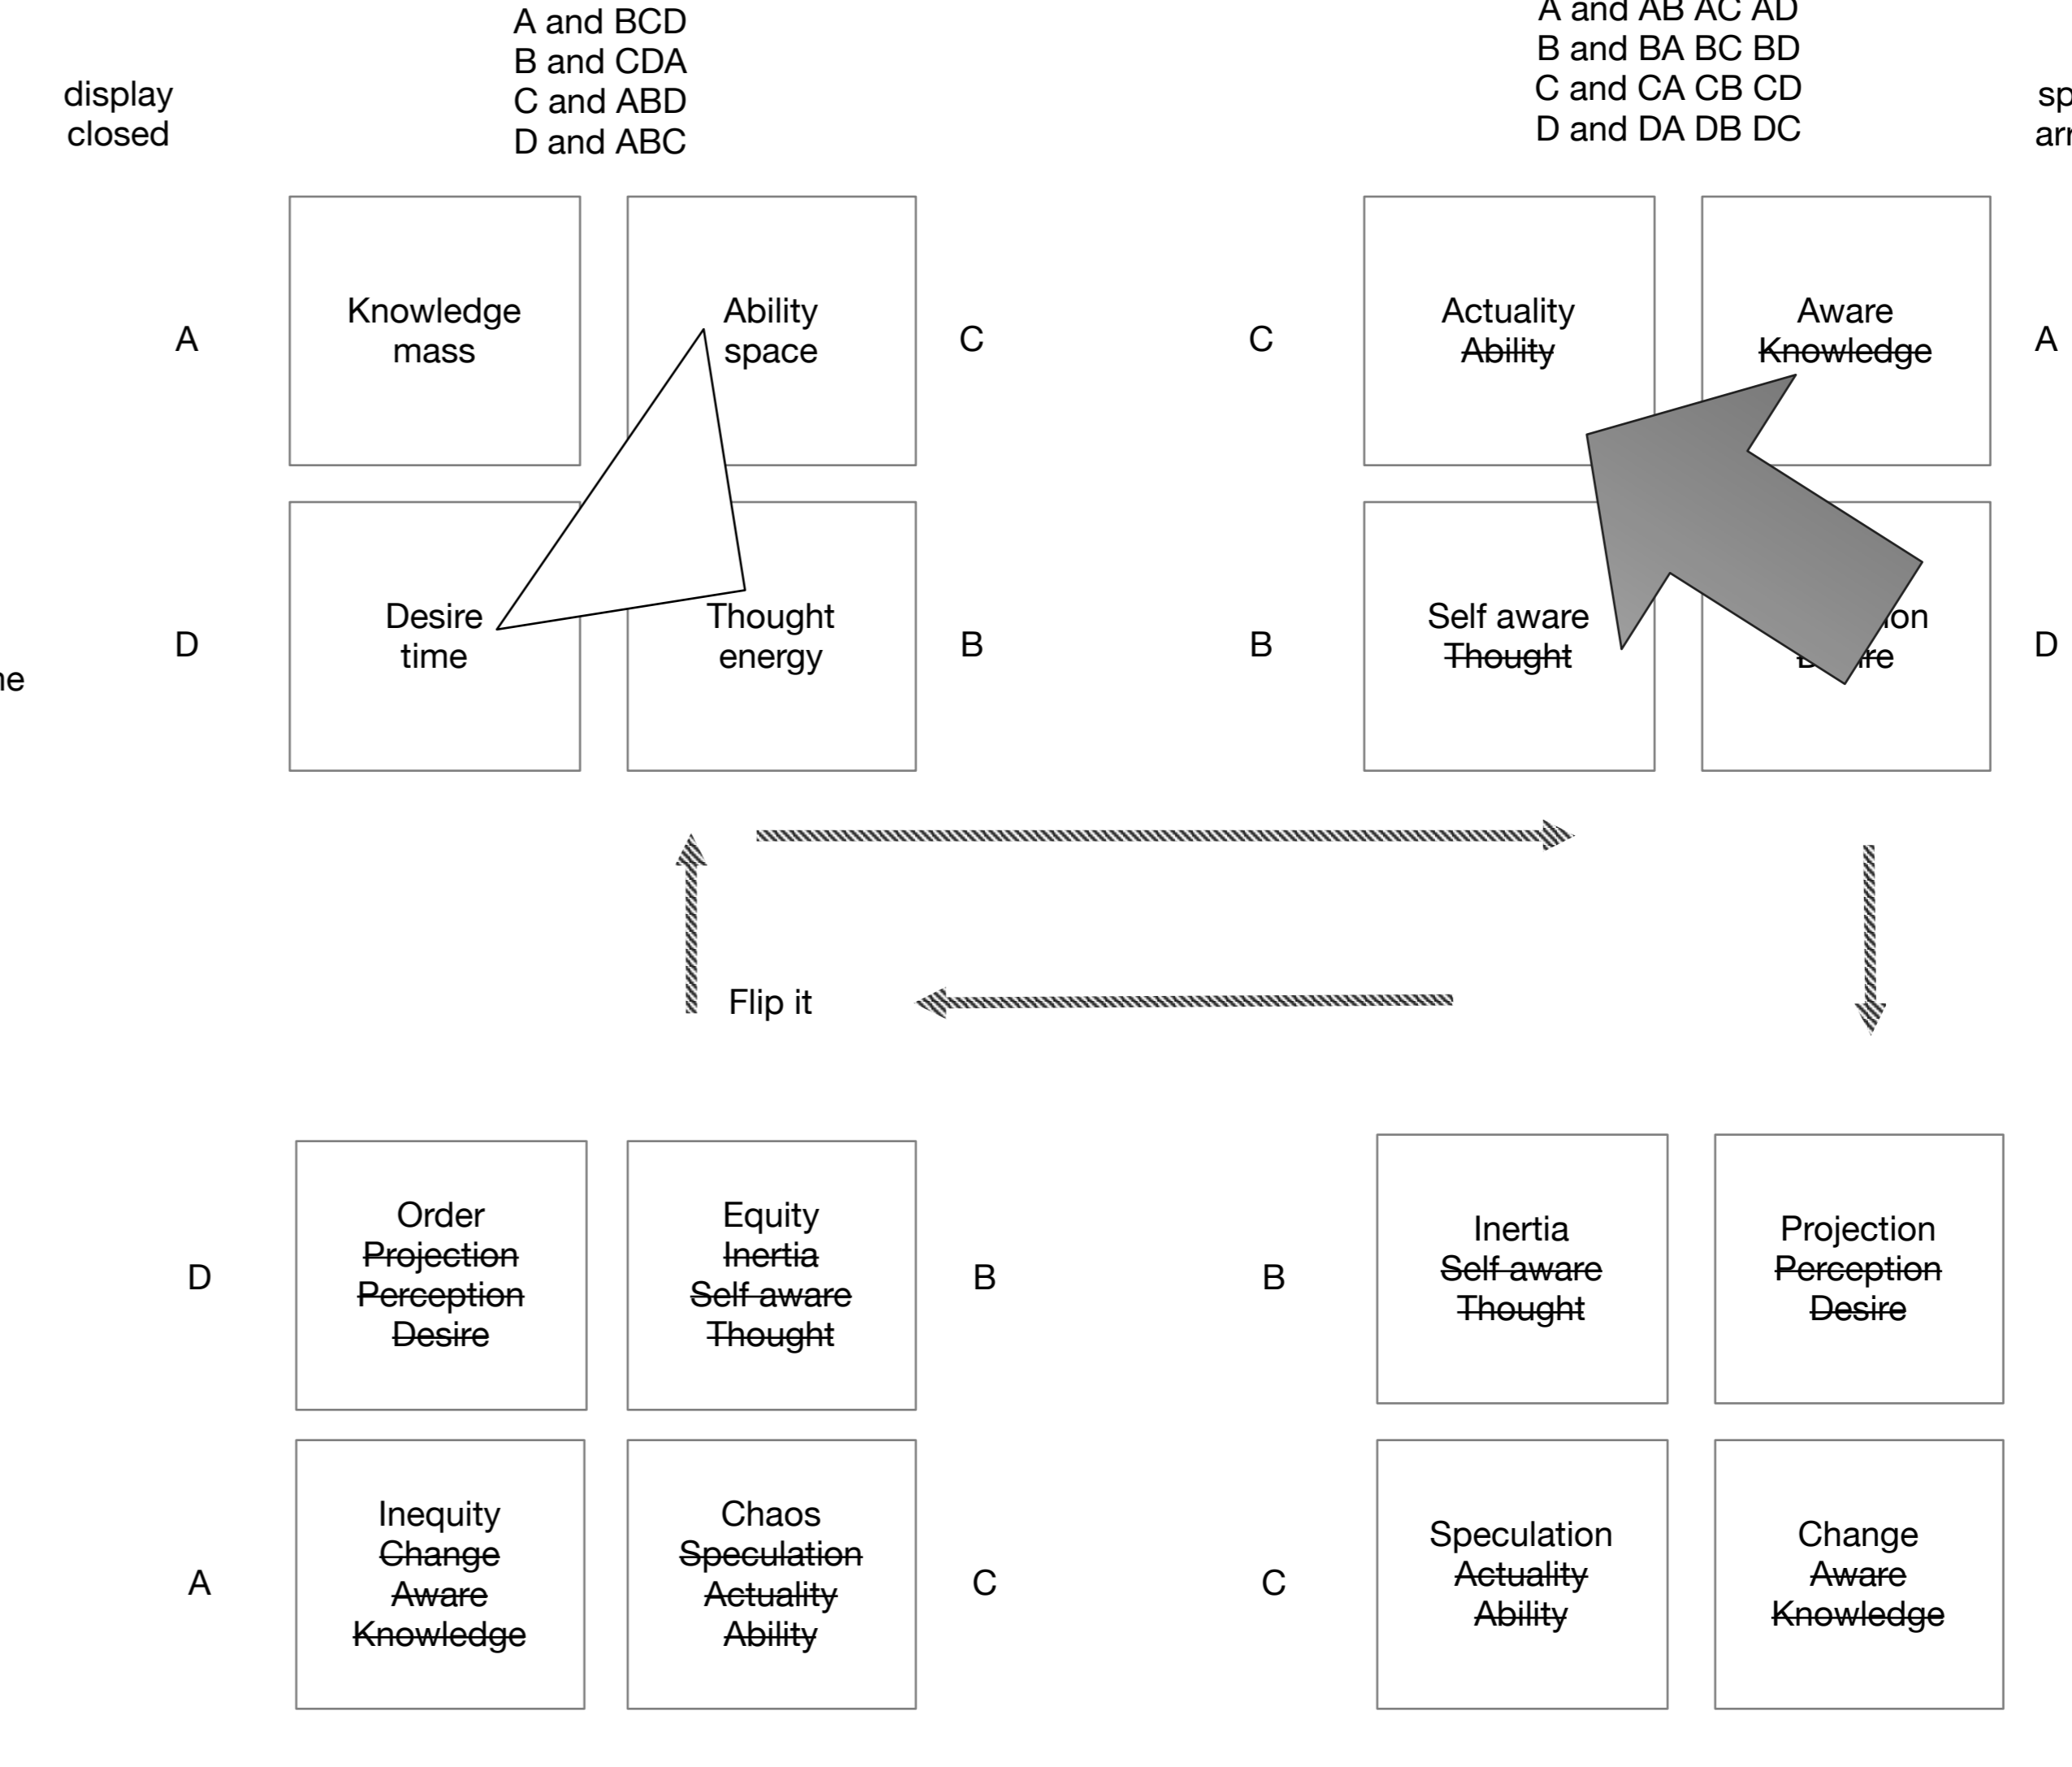 A and BCD
B and CDA
C and ABD
D and ABC
A and AB AC AD
B and BA BC BD
C and CA CB CD
D and DA DB DC
display
closed
A
Knowledge
mass
Ability
space
C
D
Desire
time
Thought
energy
B
C
Actuality
Ability
Aware
Knowledge
A
B
Self aware
Thought
D
Flip it
D
Order
Projection
Perception
Desire
Equity
Inertia
Self aware
Thought
B
A
Inequity
Change
Aware
Knowledge
Chaos
Speculation
Actuality
Ability
C
B
Inertia
Self aware
Thought
Projection
Perception
Desire
C
Speculation
Actuality
Ability
Change
Aware
Knowledge